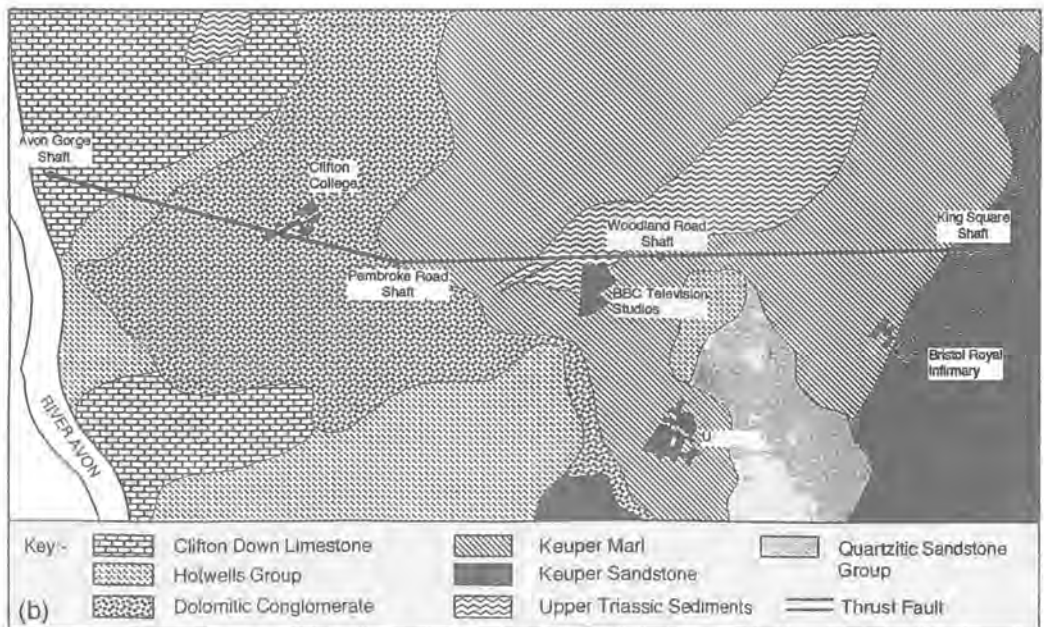 Avon Gorge
Shaft
Clifton
College
Pembroke Road
Shaft
Woodland Road
Shaft
BBC Television
Studios
King Square
Shaft
Bristol Royal
Infirmary
RIVER AVON
Key:-
Clifton Down Limestone
Hotwells Group
Dolomitic Conglomerate
Keuper Marl
Keuper Sandstone
Upper Triassic Sediments
Quartzitic Sandstone
Group
Thrust Fault
(b)